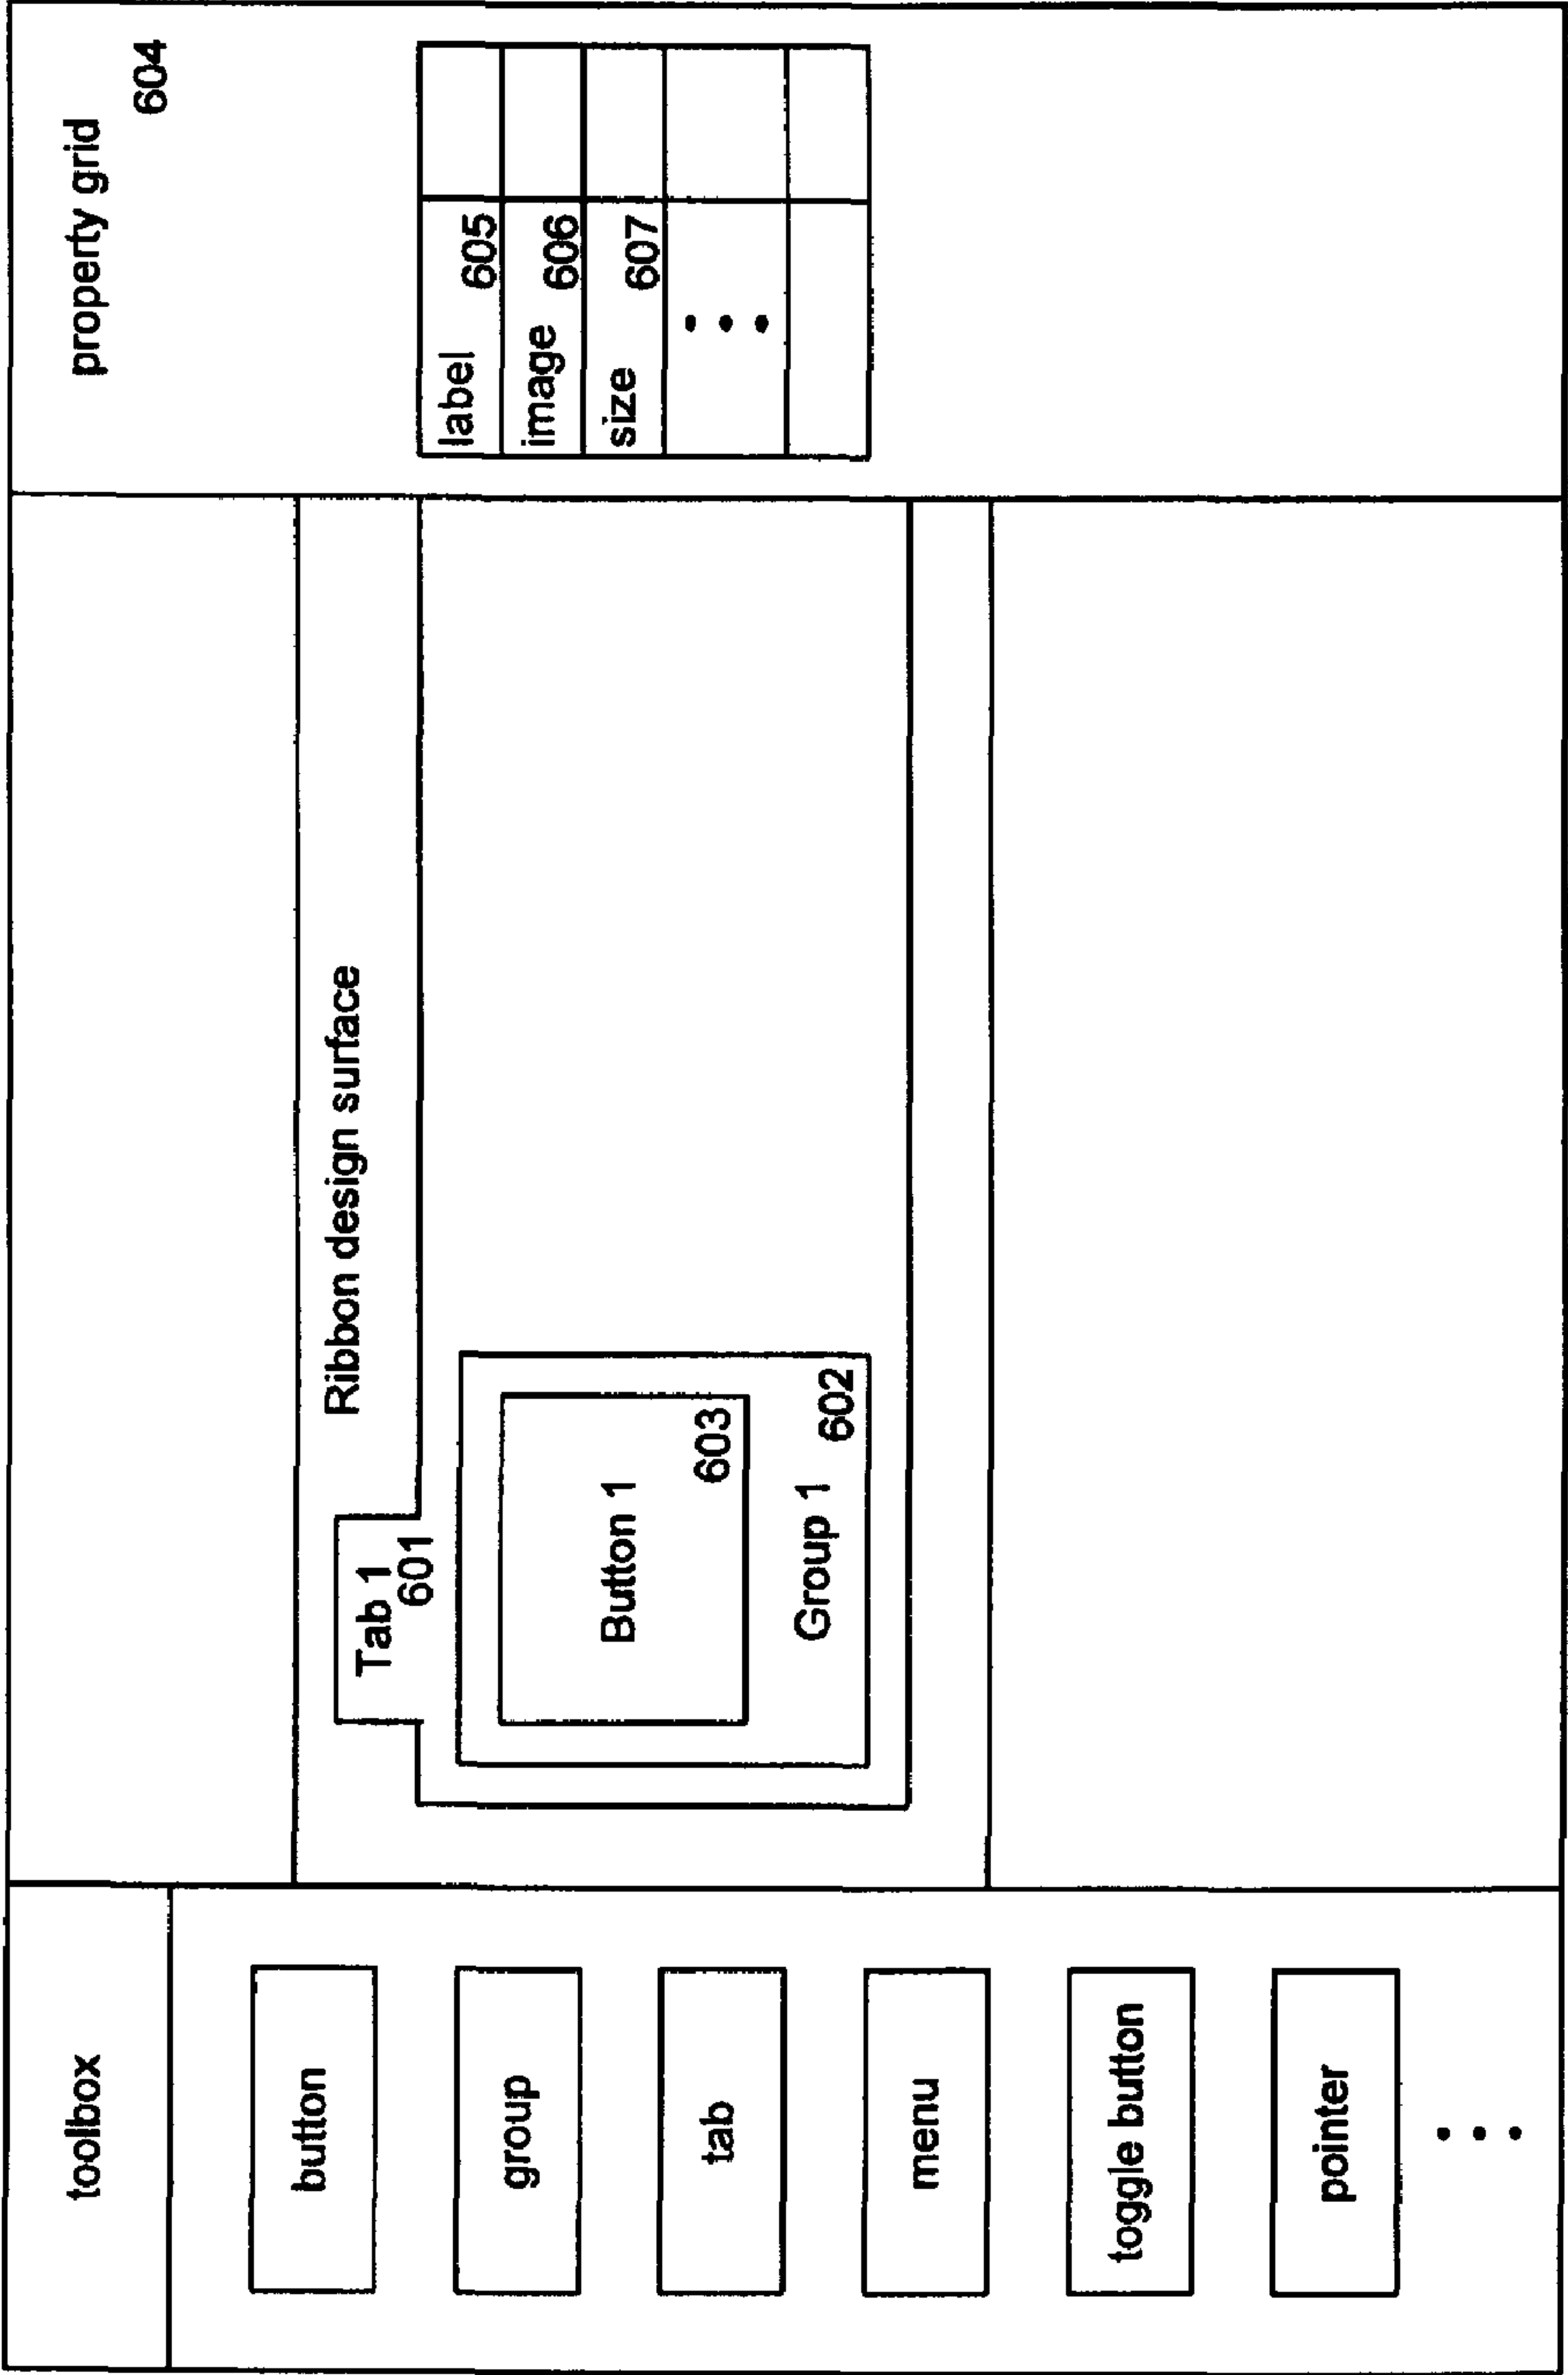 toolbox
button
group
tab
menu
toggle button
pointer
Ribbon design surface
Tab 1
601
Button 1
603
Group 1
602
property grid
604
label 605
image 606
size 607